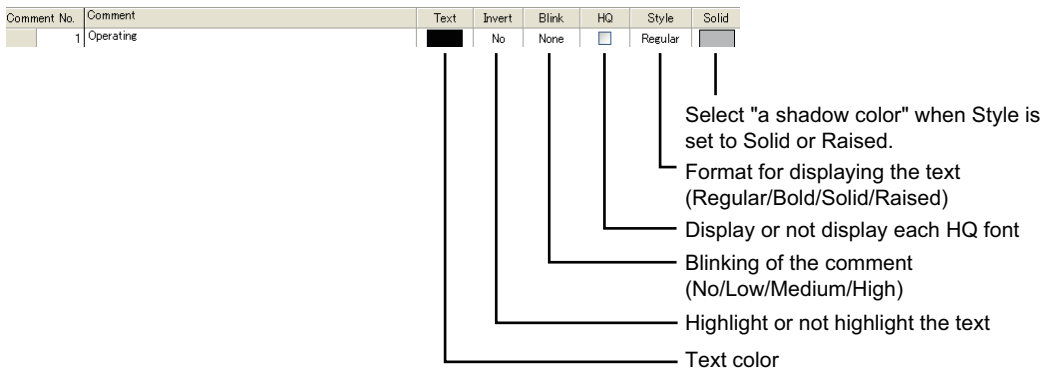 Comment No. Comment Text Invert Blink HQ Style Solid
1 Operating No None Regular
Select "a shadow color" when Style is
set to Solid or Raised.
Format for displaying the text
(Regular/Bold/Solid/Raised)
Display or not display each HQ font
Blinking of the comment
(No/Low/Medium/High)
Highlight or not highlight the text
Text color